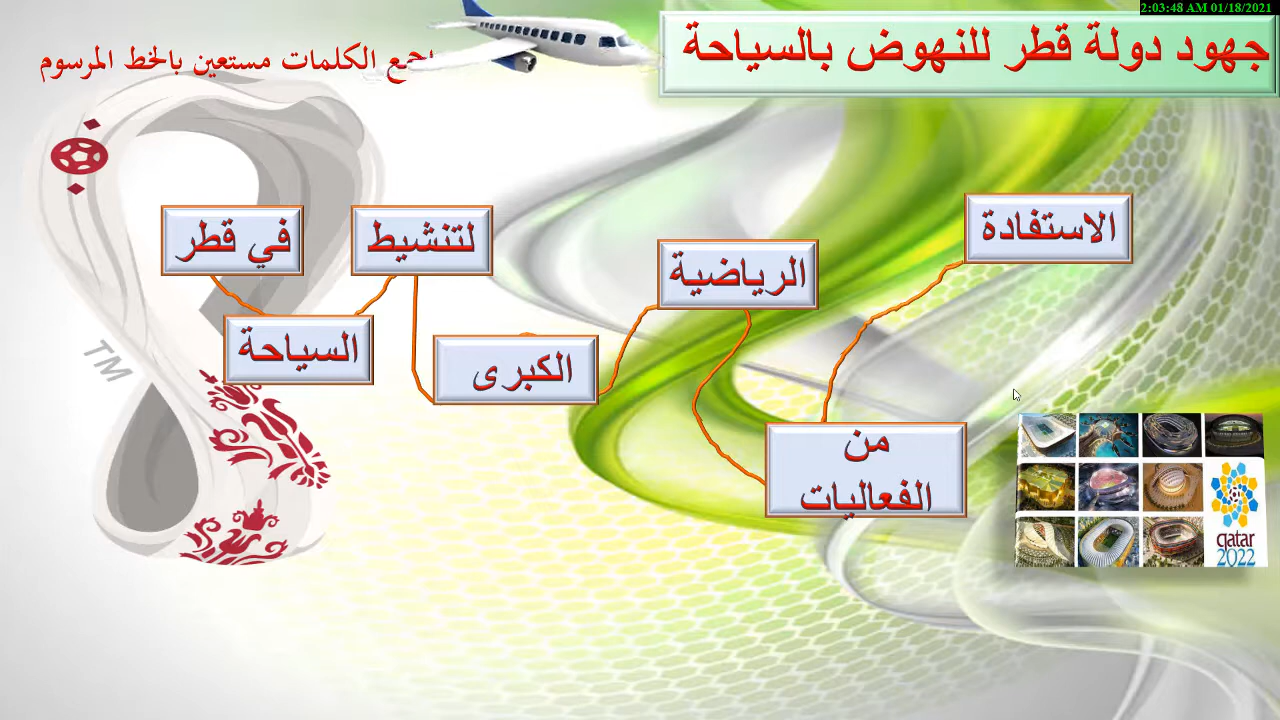 2:03:48 AM 01/18/2021
جهود دولة قطر للنهوض بالسياحة
اجمع الكلمات مستعين بالخط المرسوم
الاستفادة
من
الفعاليات
الرياضية
الكبرى
لتنشيط
السياحة
في قطر
TM
qatar
2022